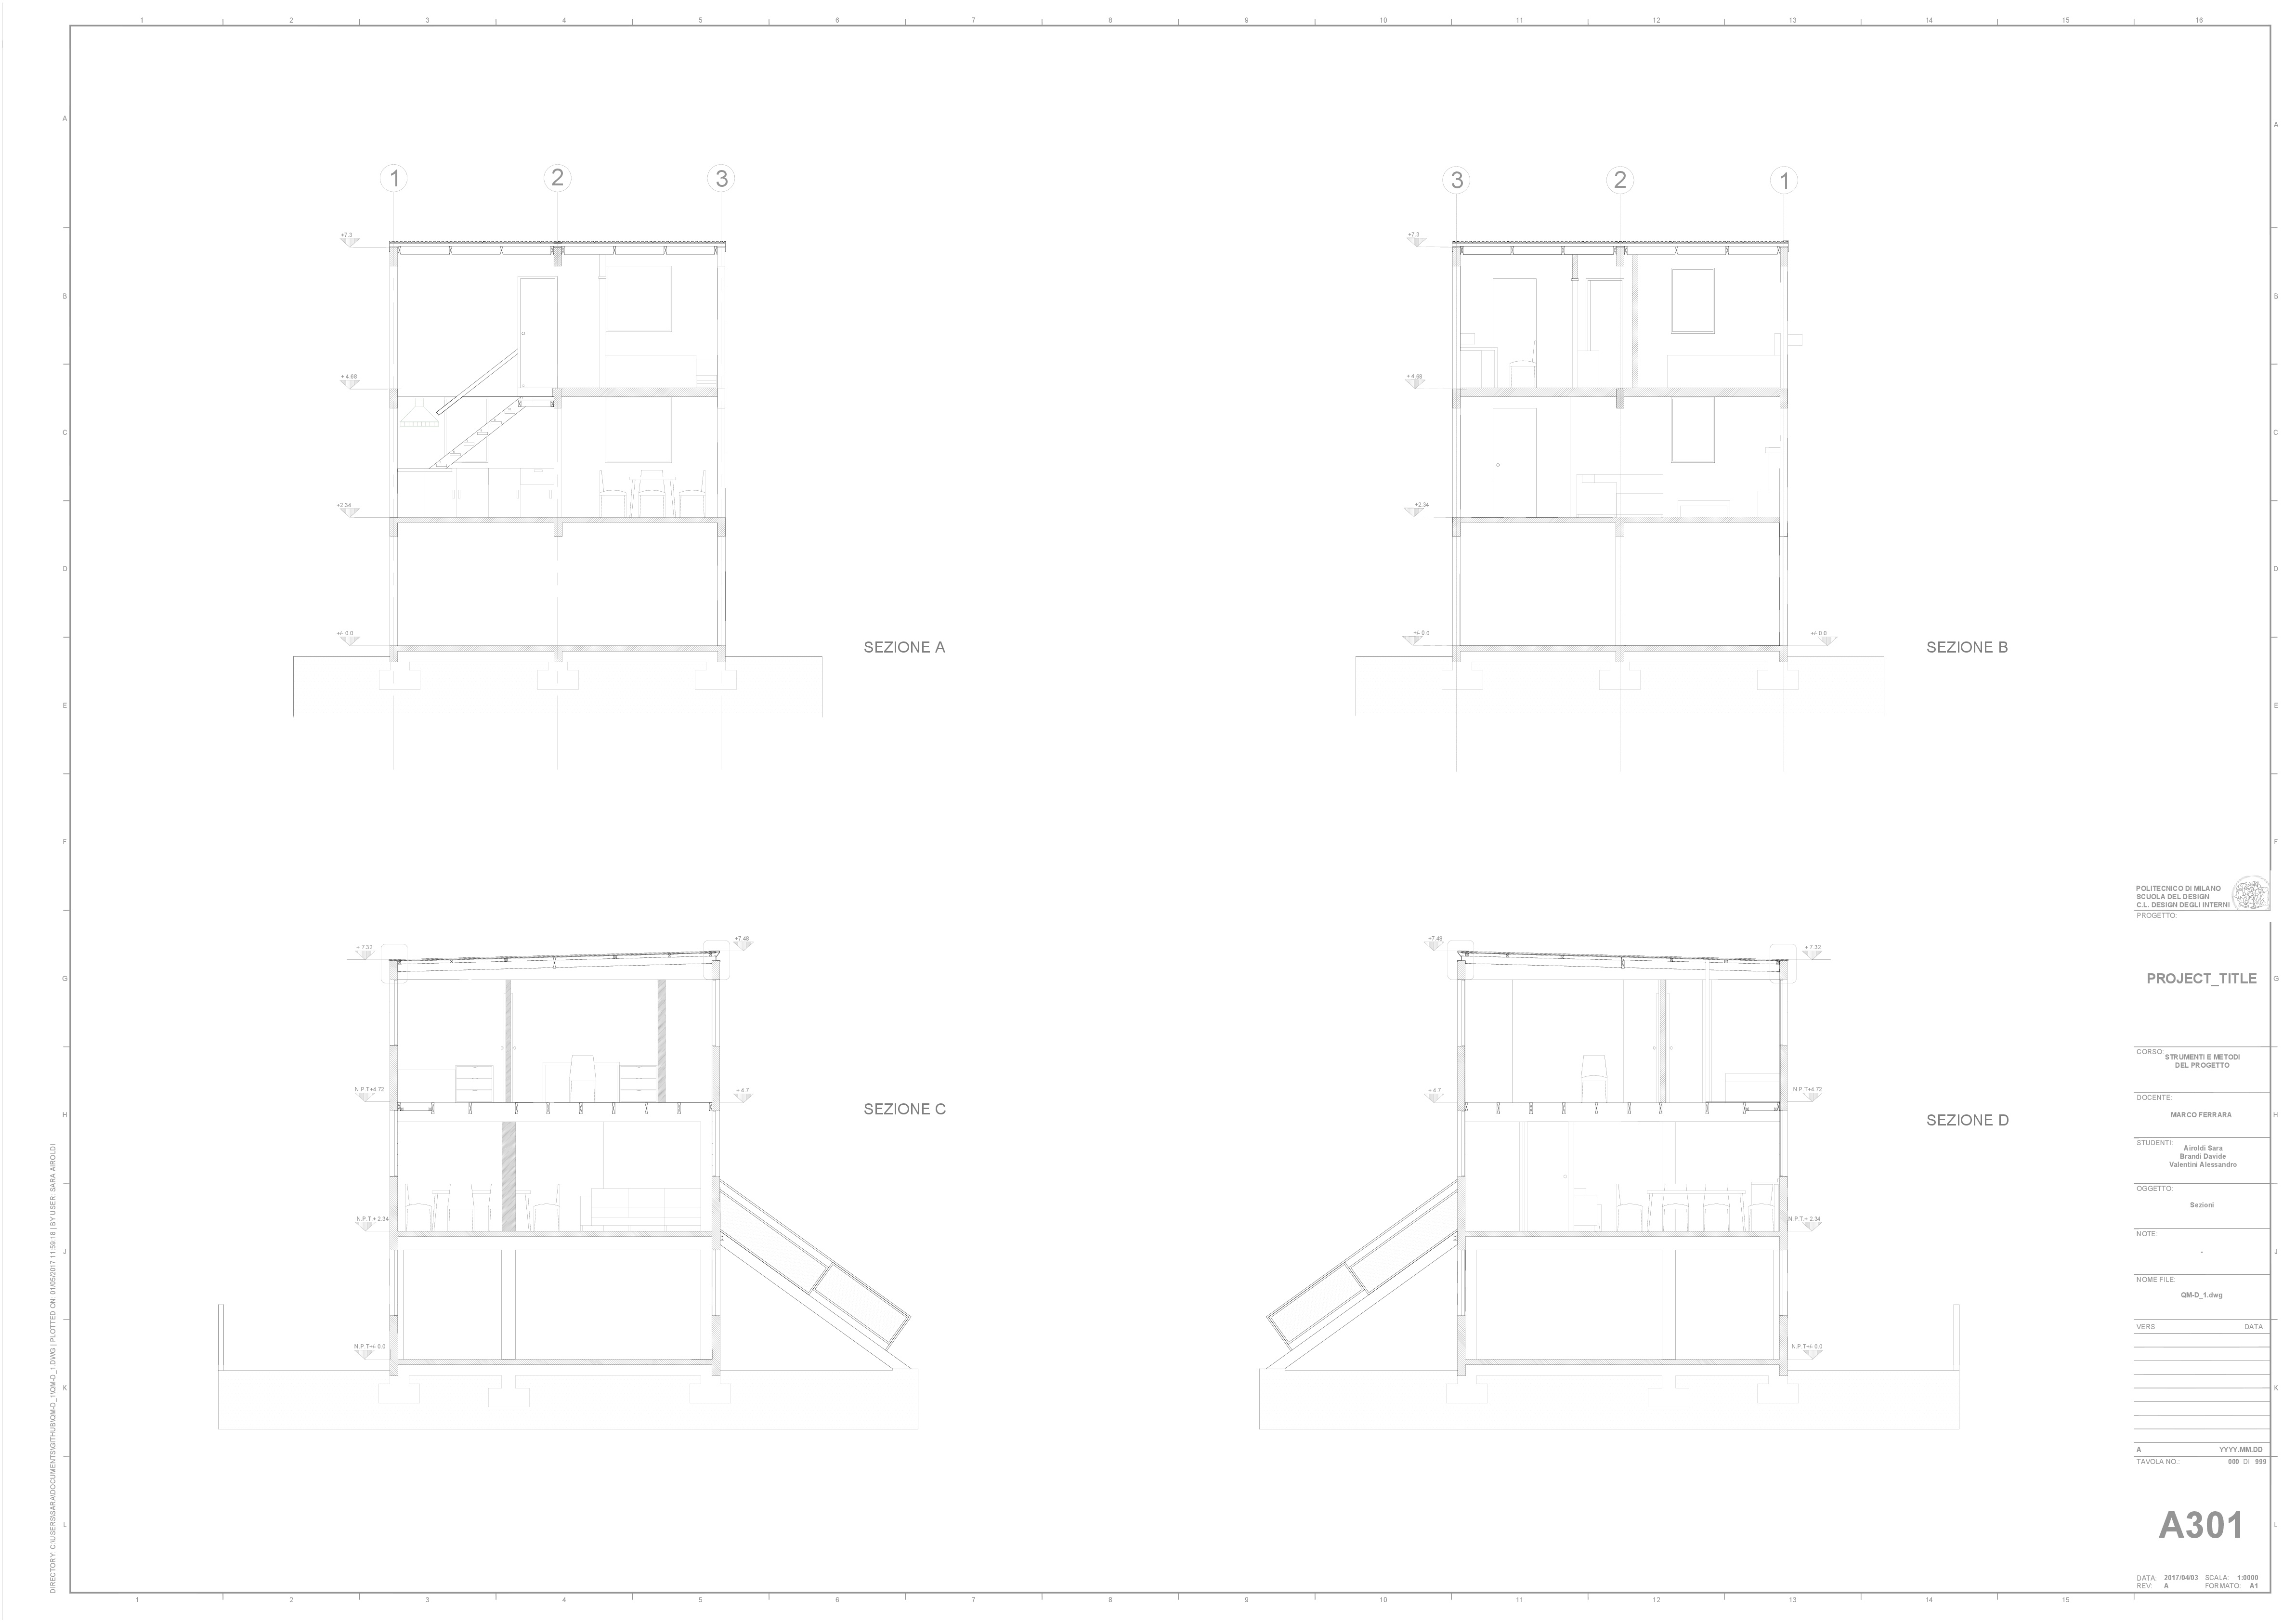 1 2 3 4 5 6 7 8 9 10 11 12 13 14 15 16
A
B
C
D
E
F
G
H
J
K
L
1 2 3
+7.3
+ 4.68
+2.34
+/- 0.0
SEZIONE A
3 2 1
+7.3
+ 4.68
+2.34
+/- 0.0
+/- 0.0
SEZIONE B
+ 7.32
+7.48
N.P.T+4.72
+ 4.7
N.P.T + 2.34
N.P.T+/- 0.0
SEZIONE C
+7.48
+ 7.32
+ 4.7
N.P.T+4.72
N.P.T + 2.34
N.P.T+/- 0.0
SEZIONE D
POLITECNICO DI MILANO
SCUOLA DEL DESIGN
C.L. DESIGN DEGLI INTERNI
PROGETTO:
PROJECT_TITLE
CORSO:
STRUMENTI E METODI
DEL PROGETTO
DOCENTE:
MARCO FERRARA
STUDENTI:
Airoldi Sara
Brandi Davide
Valentini Alessandro
OGGETTO:
Sezioni
NOTE:
-
NOME FILE:
QM-D_1.dwg
VERS DATA
A YYYY.MM.DD
TAVOLA NO.: 000 DI 999
A301
DATA: 2017/04/03 SCALA: 1:0000
REV: A FORMATO: A1
A
B
C
D
E
F
G
H
J
K
L
1 2 3 4 5 6 7 8 9 10 11 12 13 14 15
DIRECTORY: C:\USERS\SARA\DOCUMENTS\GITHUB\QM-D_1\QM-D_1.DWG | PLOTTED ON: 01/05/2017 11:59:18 | BY USER: SARA AIROLDI